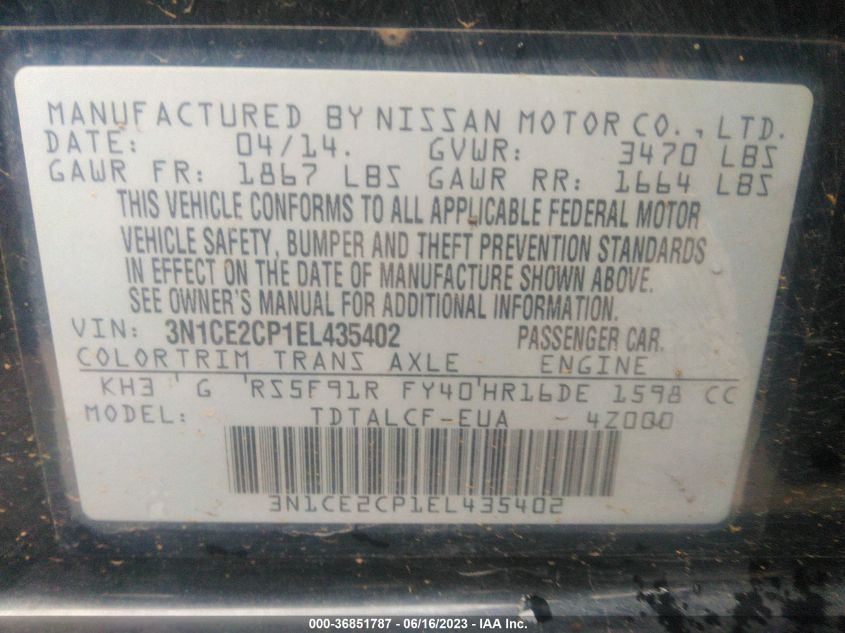 MANUFACTURED BY NISSAN MOTOR CO., LTD.
DATE: 04/14. GVWR: 3470 LBS
GAWR FR: 1867 LBS GAWR RR: 1664 LBS
THIS VEHICLE CONFORMS TO ALL APPLICABLE FEDERAL MOTOR
VEHICLE SAFETY, BUMPER AND THEFT PREVENTION STANDARDS
IN EFFECT ON THE DATE OF MANUFACTURE SHOWN ABOVE.
SEE OWNER'S MANUAL FOR ADDITIONAL INFORMATION.
VIN: 3N1CE2CP1EL435402 PASSENGER CAR.
COLORTRIM TRANS AXLE ENGINE
KH3 G RS5F91R FY40 HR16DE 1598 CC
MODEL: TDTALCF-EUA 4Z000
3N1CE2CP1EL435402
000-36851787 - 06/16/2023 - IAA Inc.